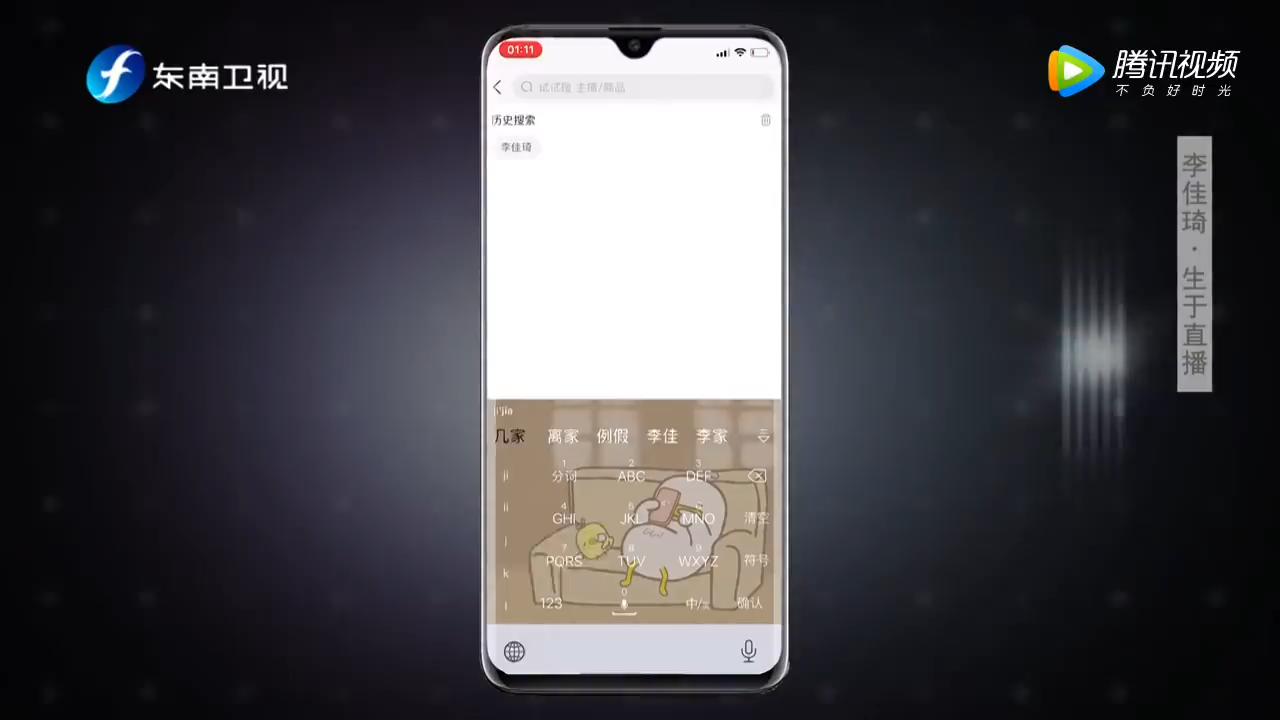 东南卫视
腾讯视频
不负好时光
李佳琦·生于直播
01:11
试试搜 主播/商品
历史搜索
李佳琦
几家 离家 例假 李佳 李家
1 2 3
分词 ABC DEF
ji
4
GHI JKL MNO 清空
7 8 9
PQRS TUV WXYZ 符号
j
k
l
0
123 中/英 确认